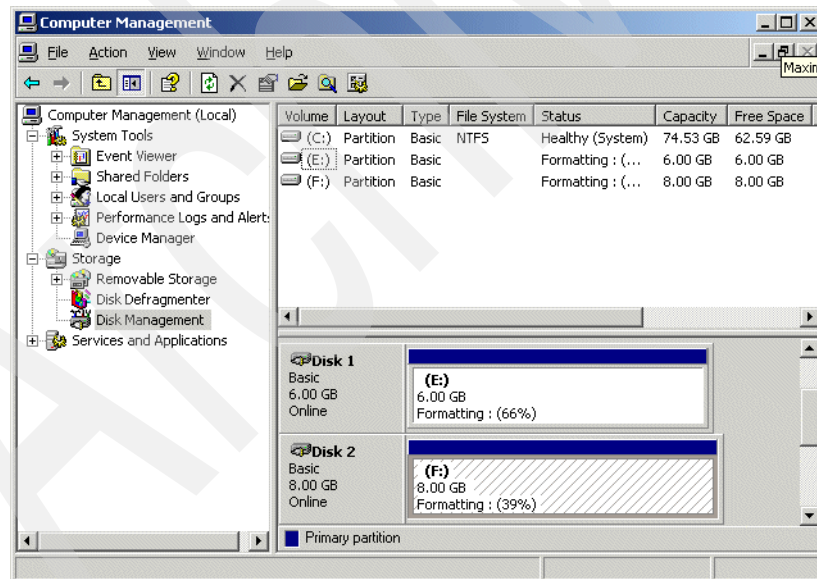 Computer Management
File Action View Window Help
Maxin
Computer Management (Local)
System Tools
Event Viewer
Shared Folders
Local Users and Groups
Performance Logs and Alert:
Device Manager
Storage
Removable Storage
Disk Defragmenter
Disk Management
Services and Applications
Volume Layout Type File System Status Capacity Free Space
(C:) Partition Basic NTFS Healthy (System) 74.53 GB 62.59 GB
(E:) Partition Basic Formatting : (... 6.00 GB 6.00 GB
(F:) Partition Basic Formatting : (... 8.00 GB 8.00 GB
Disk 1
Basic
6.00 GB
Online
(E:)
6.00 GB
Formatting : (66%)
Disk 2
Basic
8.00 GB
Online
(F:)
8.00 GB
Formatting : (39%)
Primary partition